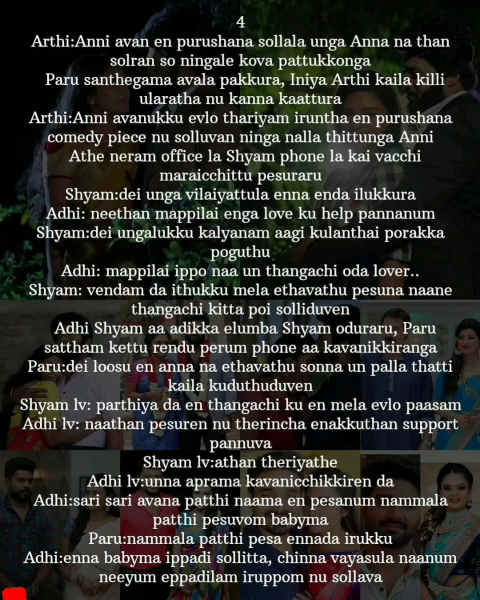 4
Arthi:Anni avan en purushana sollala unga Anna na than
solran so ningale kova pattukkonga
Paru santhegama avala pakkura, Iniya Arthi kaila killi
ularatha nu kanna kaattura
Arthi:Anni avanukku evlo thariyam iruntha en purushana
comedy piece nu solluvan ninga nalla thittunga Anni
Athe neram office la Shyam phone la kai vacchi
maraicchittu pesuraru
Shyam:dei unga vilaiyattula enna enda ilukkura
Adhi: neethan mappilai enga love ku help pannanum
Shyam:dei ungalukku kalyanam aagi kulanthai porakka
poguthu
Adhi: mappilai ippo naa un thangachi oda lover..
Shyam: vendam da ithukku mela ethavathu pesuna naane
thangachi kitta poi solliduven
Adhi Shyam aa adikka elumba Shyam oduraru, Paru
sattham kettu rendu perum phone aa kavanikkiranga
Paru:dei loosu en anna na ethavathu sonna un palla thatti
kaila kuduthuduven
Shyam lv: parthiya da en thangachi ku en mela evlo paasam
Adhi lv: naathan pesuren nu therincha enakkuthan support
pannuva
Shyam lv:athan theriyathe
Adhi lv:unna aprama kavanicchikkiren da
Adhi:sari sari avana patthi naama en pesanum nammala
patthi pesuvom babyma
Paru:nammala patthi pesa ennada irukku
Adhi:enna babyma ippadi sollitta, chinna vayasula naanum
neeyum eppadilam iruppom nu sollava